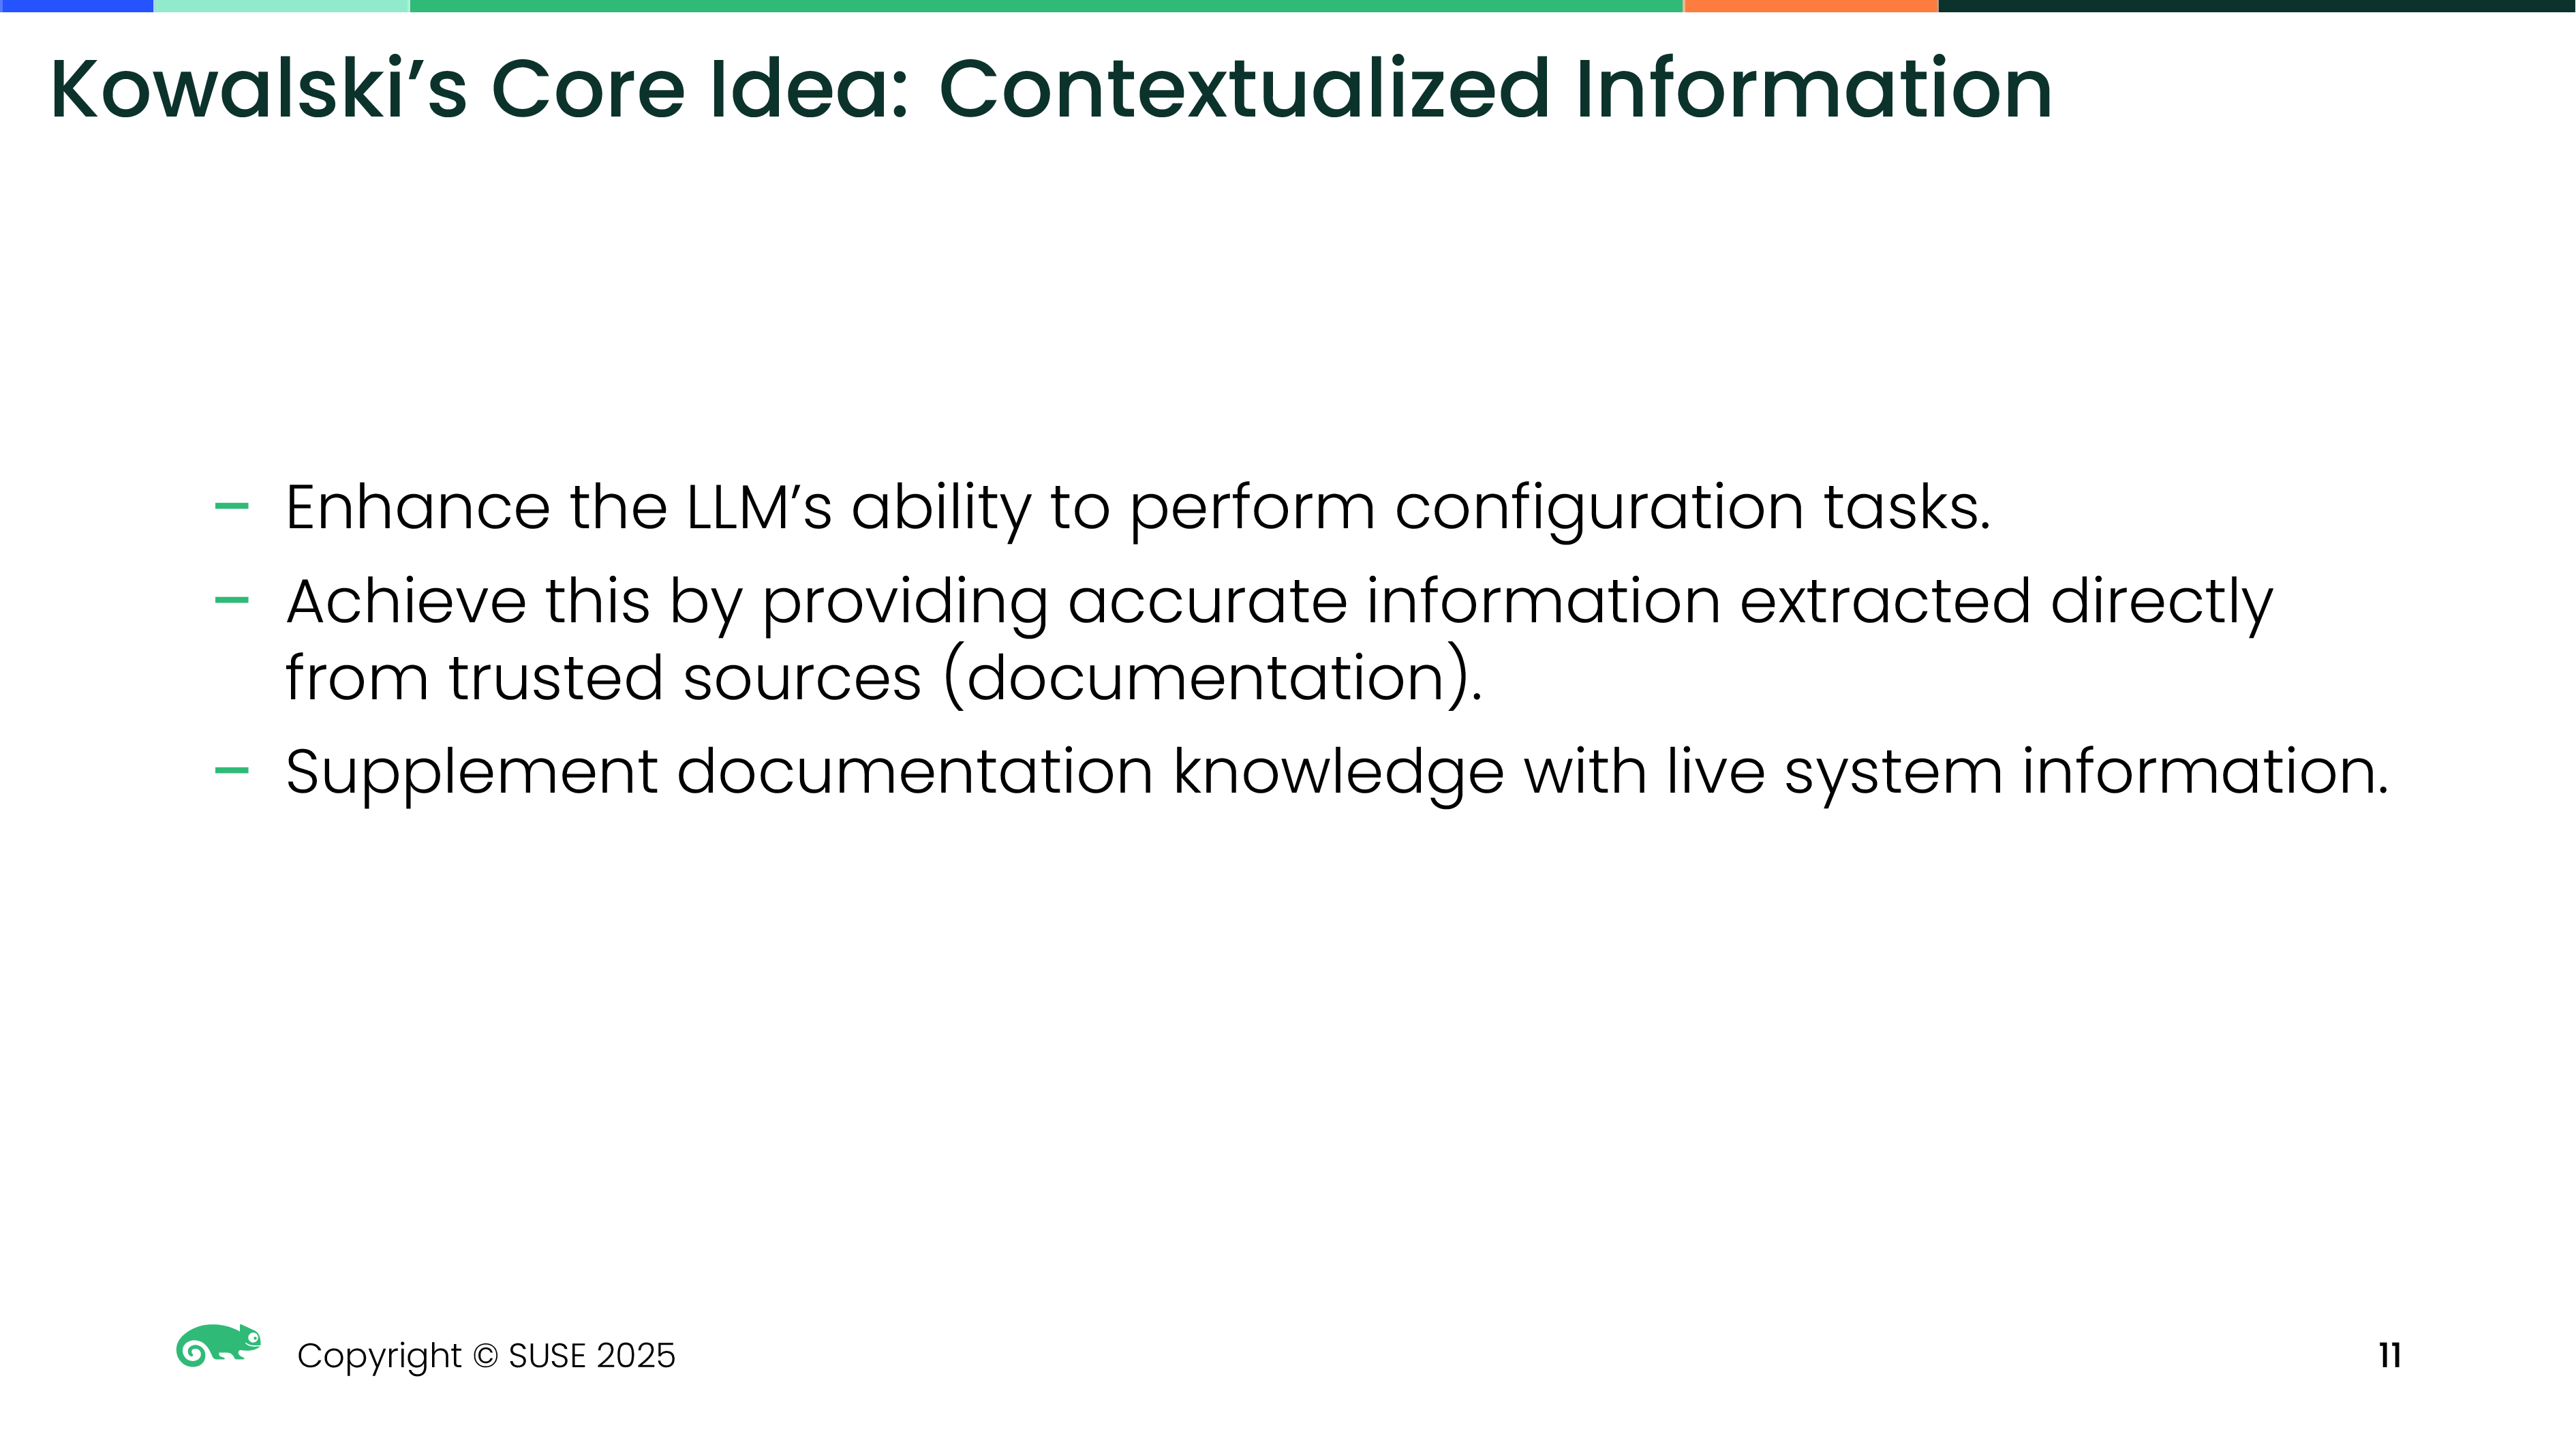 Kowalski’s Core Idea: Contextualized Information
– Enhance the LLM’s ability to perform configuration tasks.
– Achieve this by providing accurate information extracted directly
from trusted sources (documentation).
– Supplement documentation knowledge with live system information.
Copyright © SUSE 2025
11